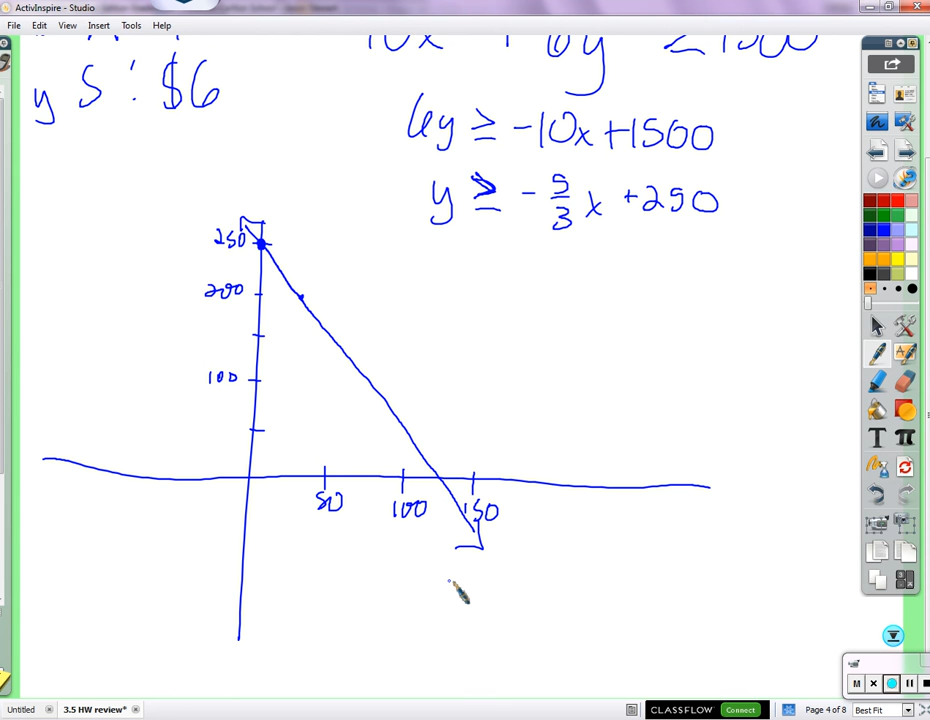 ActivInspire - Studio
File Edit View Insert Tools Help
10x + 6y ≥ 1500
y S : $6
6y ≥ -10x + 1500
y ≥ - 5/3 x + 250
250
200
100
50 100 150
M
Untitled 3.5 HW review* CLASSFLOW Connect Page 4 of 8 Best Fit